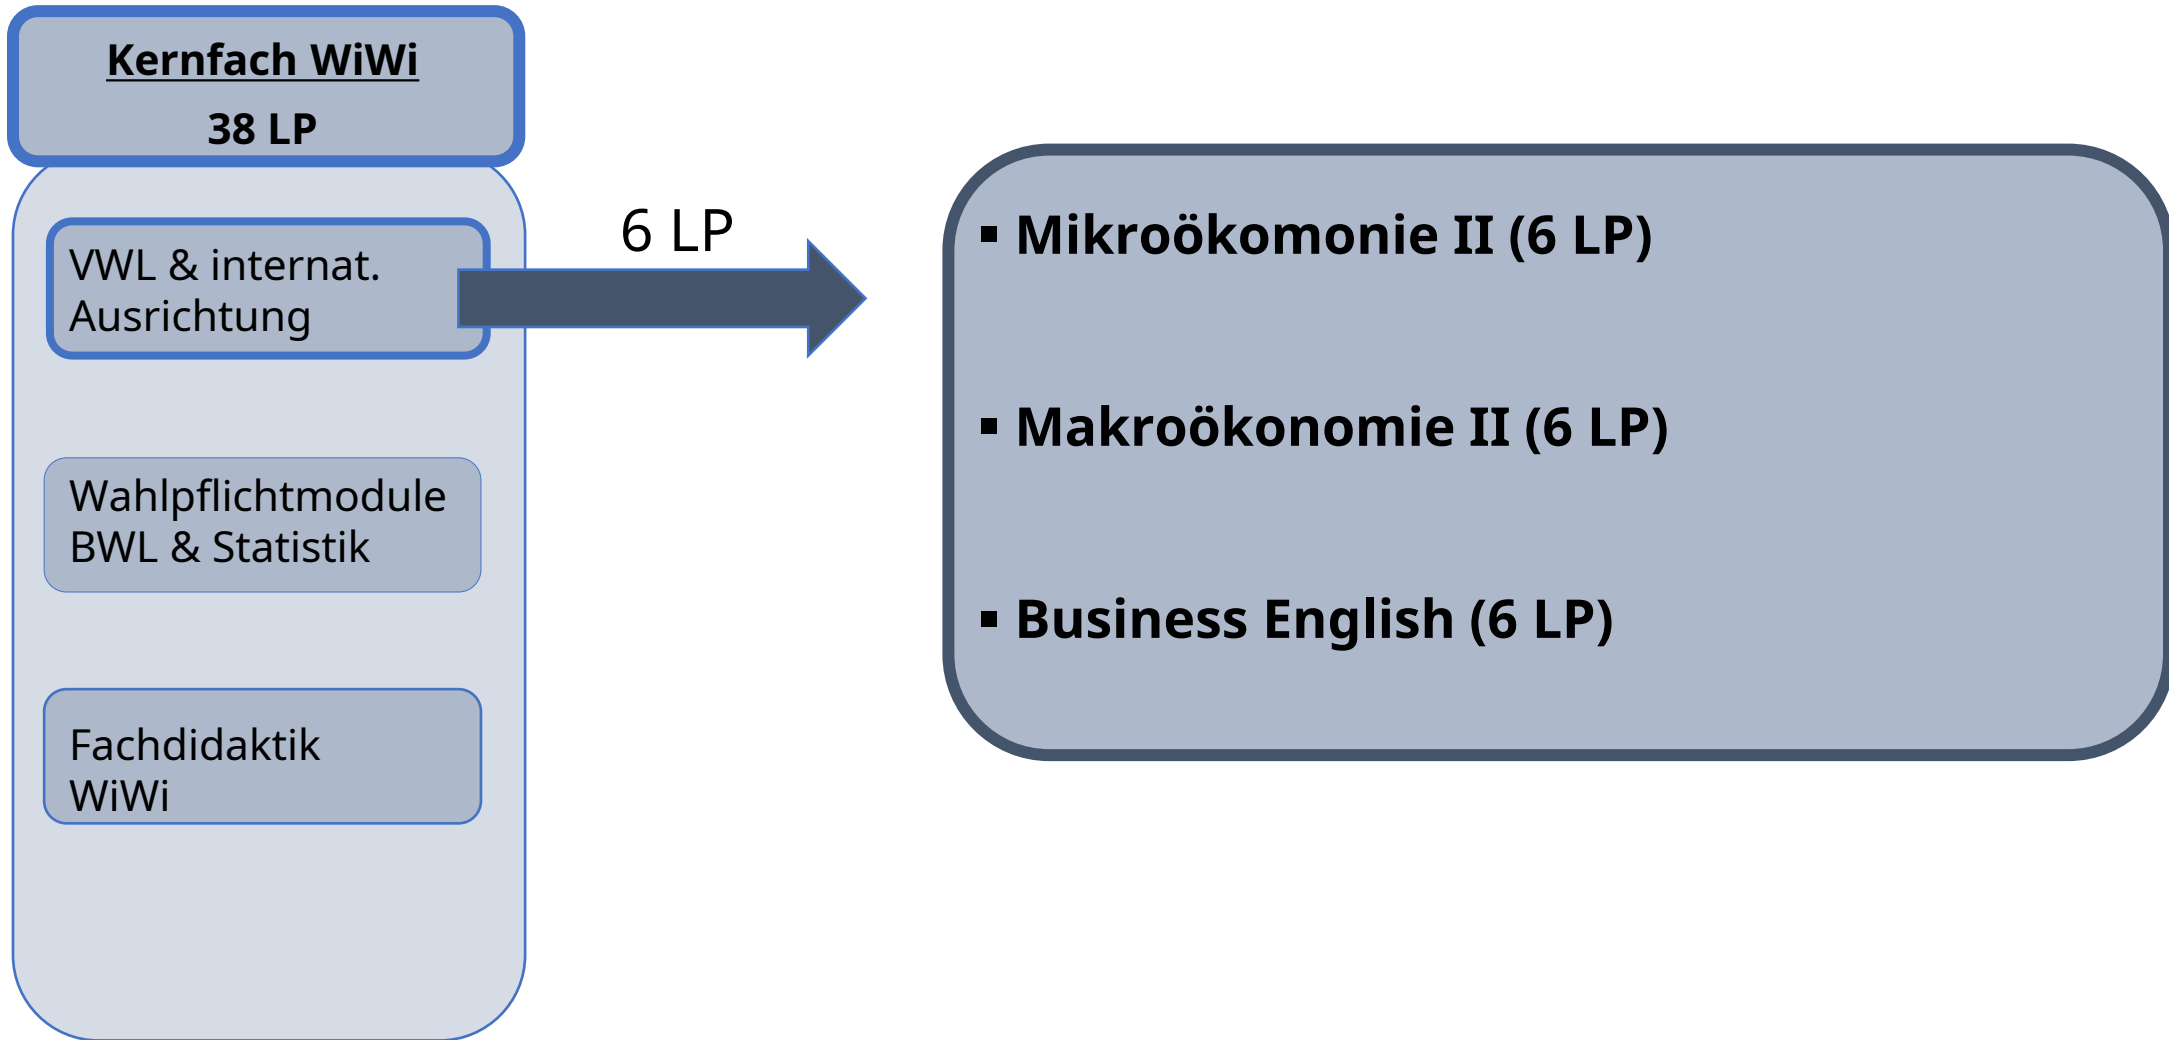 Kernfach WiWi
38 LP
VWL & internat.
Ausrichtung
Wahlpflichtmodule
BWL & Statistik
Fachdidaktik
WiWi
6 LP
▪ Mikroökomonie II (6 LP)
▪ Makroökonomie II (6 LP)
▪ Business English (6 LP)